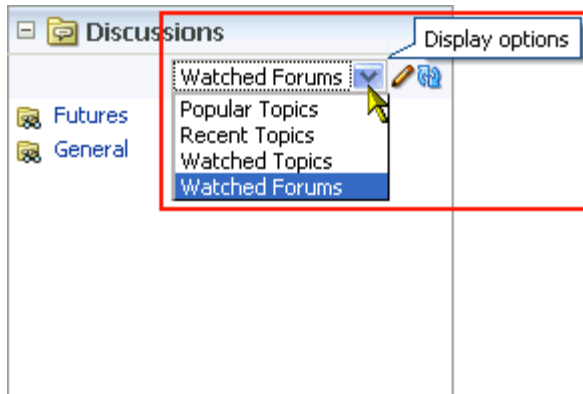 Discussions
Display options
Watched Forums
Popular Topics
Recent Topics
Watched Topics
Watched Forums
Futures
General